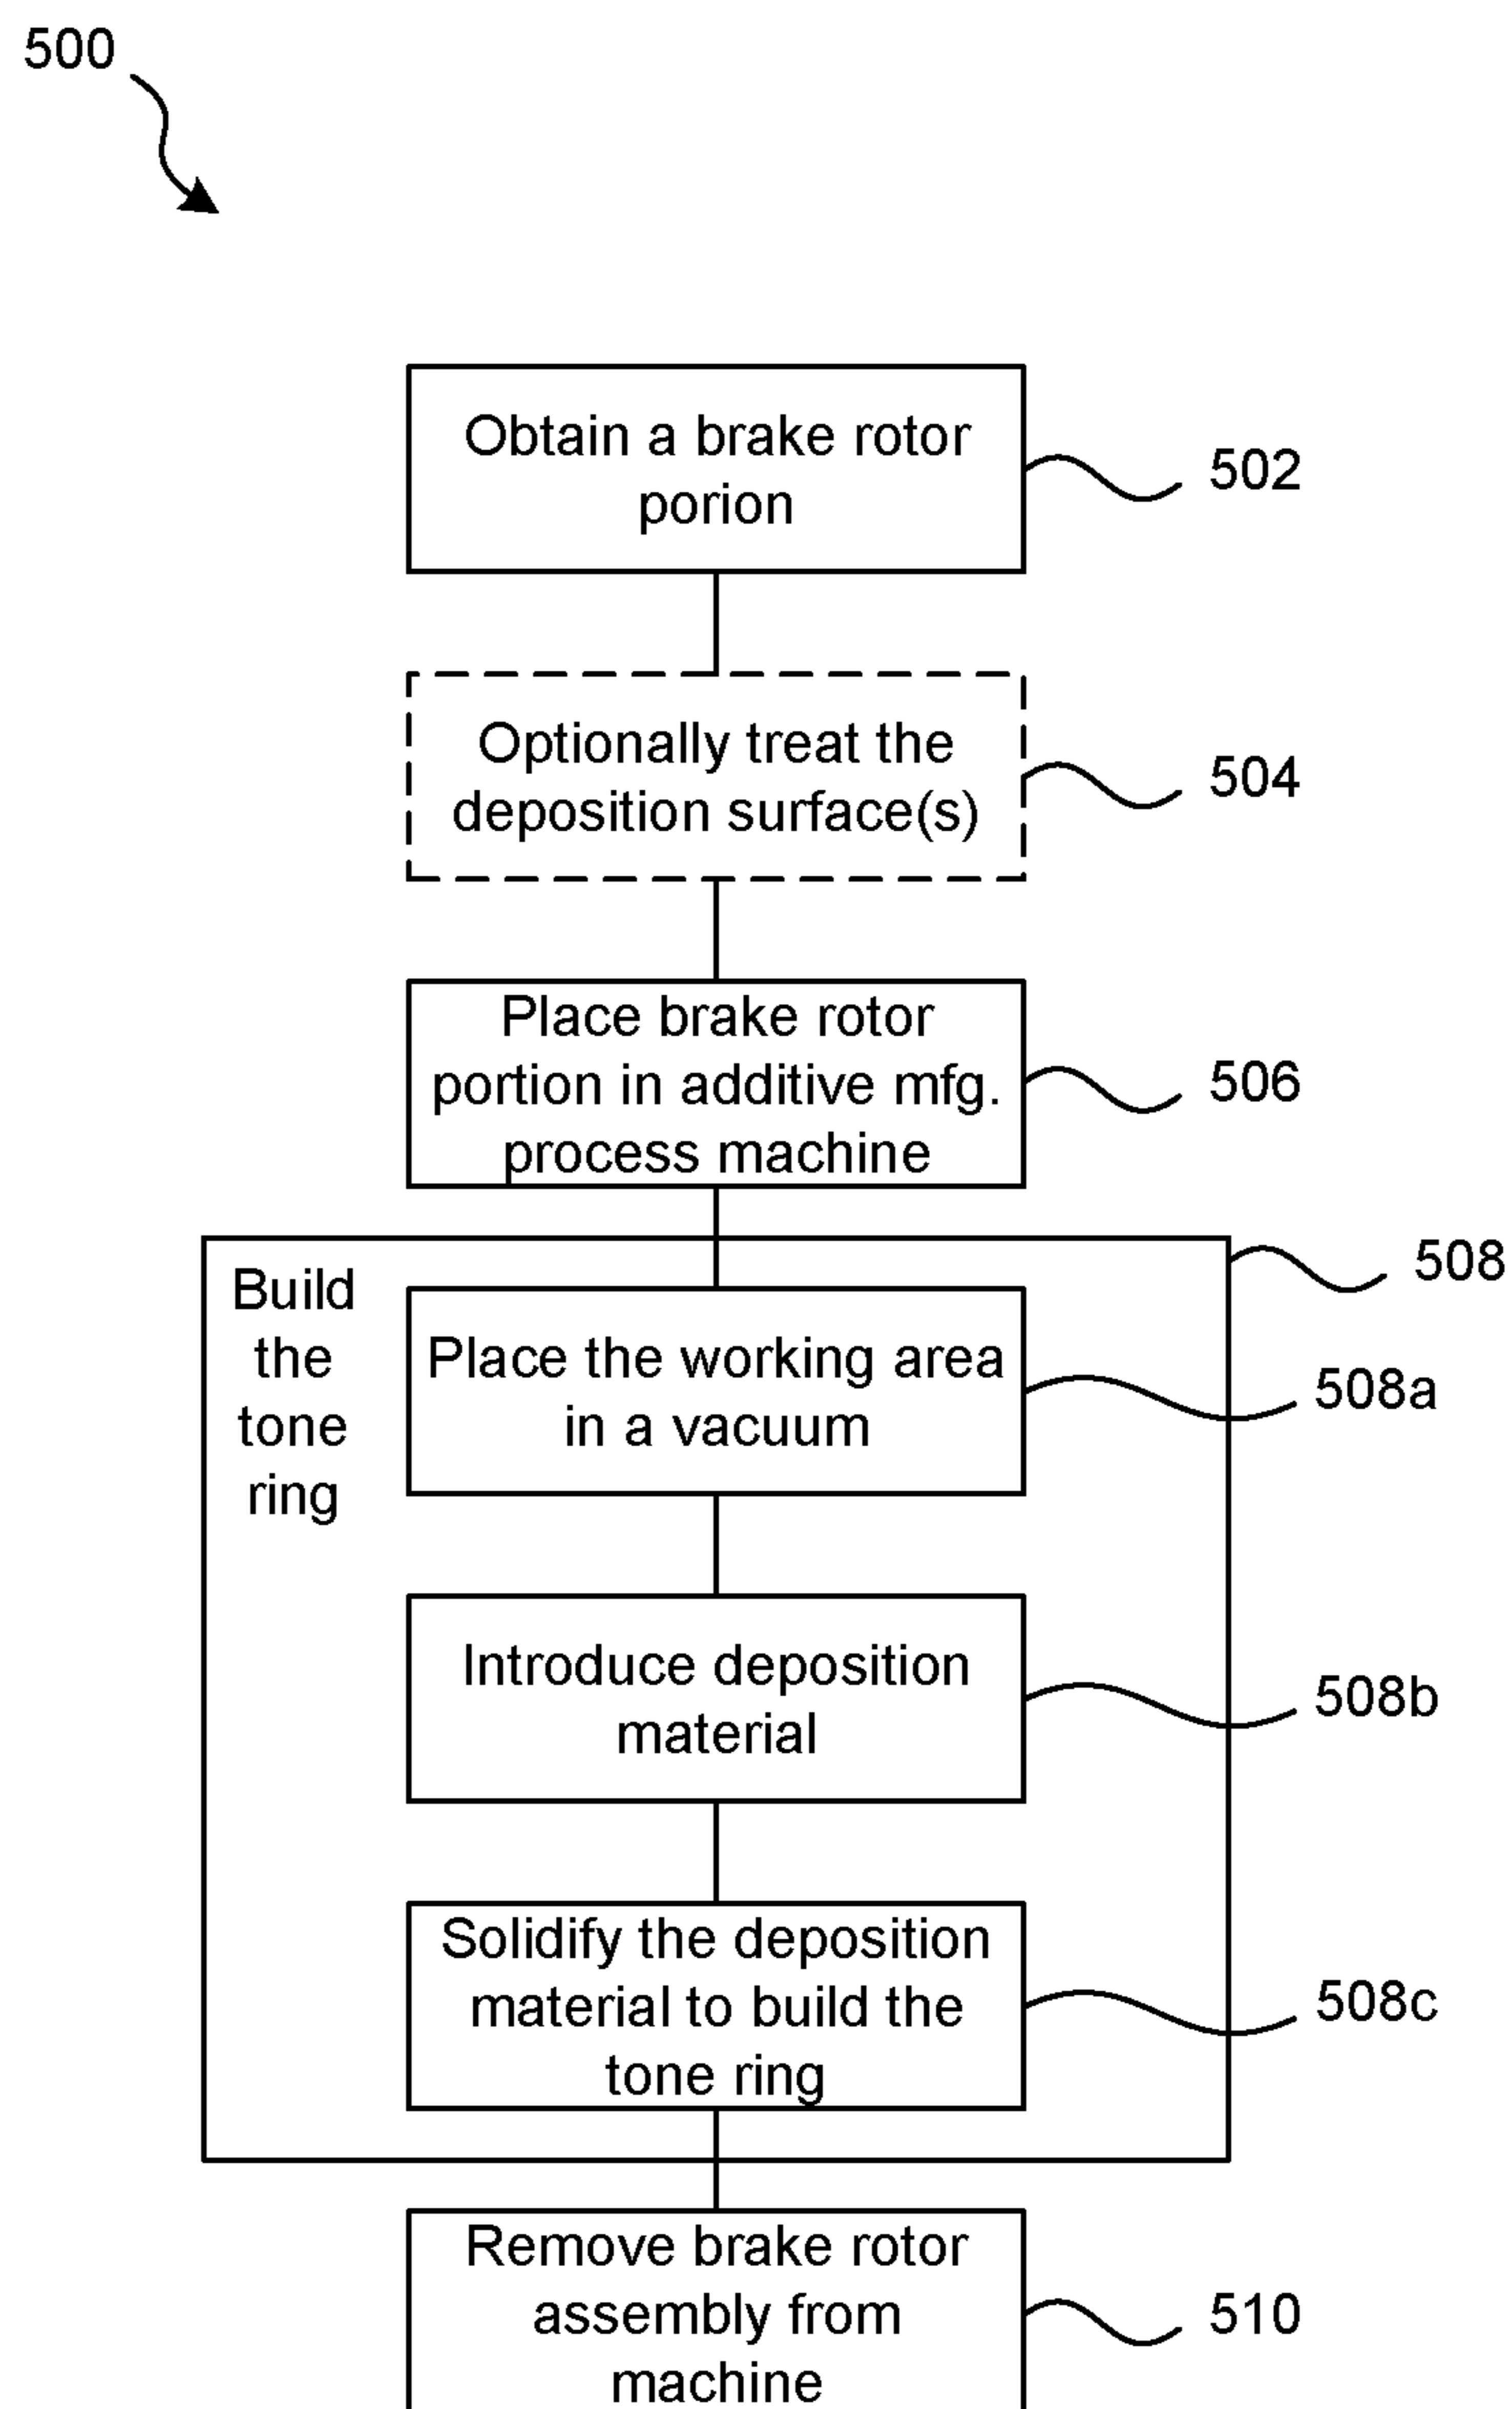 500
Obtain a brake rotor
porion
502
Optionally treat the
deposition surface(s)
504
Place brake rotor
portion in additive mfg.
process machine
506
Build
the
tone
ring
508
Place the working area
in a vacuum
508a
Introduce deposition
material
508b
Solidify the deposition
material to build the
tone ring
508c
Remove brake rotor
assembly from
machine
510